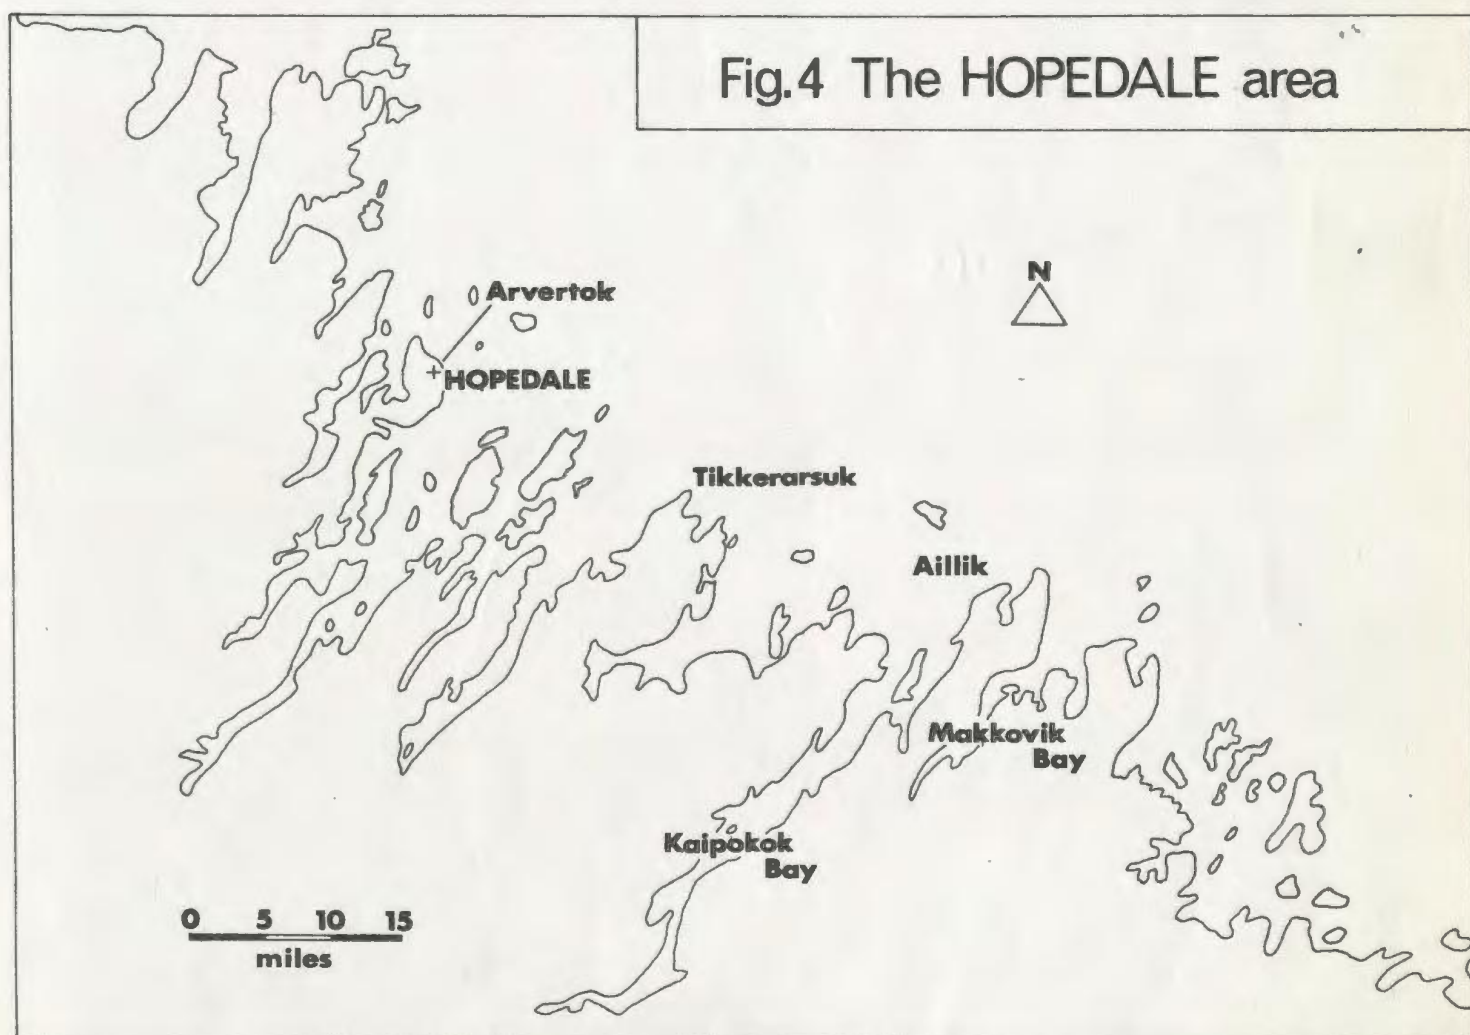 Fig.4 The HOPEDALE area
N
Arvertok
HOPEDALE
Tikkerarsuk
Aillik
Makkovik
Bay
Kaipokok
Bay
0 5 10 15
miles